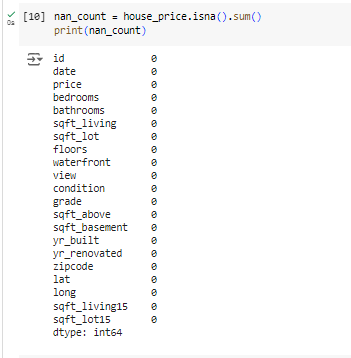 [10] nan_count = house_price.isna().sum()
0s
print(nan_count)
id 0
date 0
price 0
bedrooms 0
bathrooms 0
sqft_living 0
sqft_lot 0
floors 0
waterfront 0
view 0
condition 0
grade 0
sqft_above 0
sqft_basement 0
yr_built 0
yr_renovated 0
zipcode 0
lat 0
long 0
sqft_living15 0
sqft_lot15 0
dtype: int64